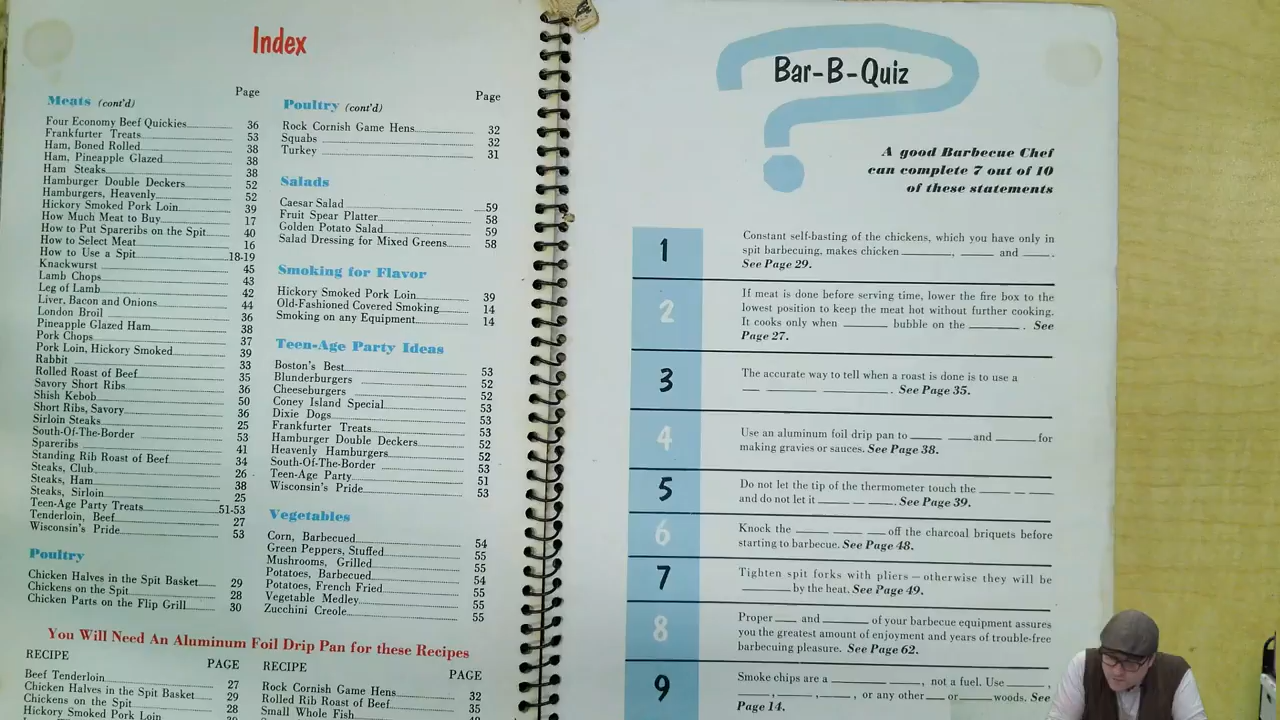 Index
Page
Meats (cont'd)
Four Economy Beef Quickies 36
Frankfurter Treats 53
Ham, Boned Rolled 38
Ham, Pineapple Glazed 38
Ham Steaks 38
Hamburger Double Deckers 52
Hamburgers, Heavenly 52
Hickory Smoked Pork Loin 39
How Much Meat to Buy 17
How to Put Spareribs on the Spit 40
How to Select Meat 16
How to Use a Spit 18-19
Knackwurst 45
Lamb Chops 43
Leg of Lamb 42
Liver, Bacon and Onions 44
London Broil 36
Pineapple Glazed Ham 38
Pork Chops 37
Pork Loin, Hickory Smoked 39
Rabbit 33
Rolled Roast of Beef 35
Savory Short Ribs 36
Shish Kebob 50
Short Ribs, Savory 36
Sirloin Steaks 25
South-Of-The-Border 53
Spareribs 41
Standing Rib Roast of Beef 34
Steaks, Club 26
Steaks, Ham 38
Steaks, Sirloin 25
Teen-Age Party Treats 51-53
Tenderloin, Beef 27
Wisconsin's Pride 53
Poultry
Chicken Halves in the Spit Basket 29
Chickens on the Spit 28
Chicken Parts on the Flip Grill 30
Page
Poultry (cont'd)
Rock Cornish Game Hens 32
Squabs 32
Turkey 31
Salads
Caesar Salad 59
Fruit Spear Platter 58
Golden Potato Salad 59
Salad Dressing for Mixed Greens 58
Smoking for Flavor
Hickory Smoked Pork Loin 39
Old-Fashioned Covered Smoking 14
Smoking on any Equipment 14
Teen-Age Party Ideas
Boston's Best 53
Blunderburgers 52
Cheeseburgers 52
Coney Island Special 53
Dixie Dogs 53
Frankfurter Treats 53
Hamburger Double Deckers 52
Heavenly Hamburgers 52
South-Of-The-Border 53
Teen-Age Party 51
Wisconsin's Pride 53
Vegetables
Corn, Barbecued 54
Green Peppers, Stuffed 55
Mushrooms, Grilled 55
Potatoes, Barbecued 54
Potatoes, French Fried 55
Vegetable Medley 55
Zucchini Creole 55
You Will Need An Aluminum Foil Drip Pan for these Recipes
RECIPE PAGE
Beef Tenderloin 27
Chicken Halves in the Spit Basket 29
Chickens on the Spit 28
Hickory Smoked Pork Loin
RECIPE PAGE
Rock Cornish Game Hens 32
Rolled Rib Roast of Beef 35
Small Whole Fish
Bar-B-Quiz
A good Barbecue Chef
can complete 7 out of 10
of these statements
1
Constant self-basting of the chickens, which you have only in
spit barbecuing, makes chicken ____, ____ and ____.
See Page 29.
2
If meat is done before serving time, lower the fire box to the
lowest position to keep the meat hot without further cooking.
It cooks only when ____ bubble on the ____. See
Page 27.
3
The accurate way to tell when a roast is done is to use a
____ ____ ____. See Page 35.
4
Use an aluminum foil drip pan to ____ ____ and ____ for
making gravies or sauces. See Page 38.
5
Do not let the tip of the thermometer touch the ____ __ __
and do not let it ____ __ ____. See Page 39.
6
Knock the ____ ____ ____ off the charcoal briquets before
starting to barbecue. See Page 48.
7
Tighten spit forks with pliers – otherwise they will be
____ by the heat. See Page 49.
8
Proper ____ and ____ of your barbecue equipment assures
you the greatest amount of enjoyment and years of trouble-free
barbecuing pleasure. See Page 62.
9
Smoke chips are a ____ ____, not a fuel. Use ____,
____, ____, ____, or any other ____ or ____ woods. See
Page 14.